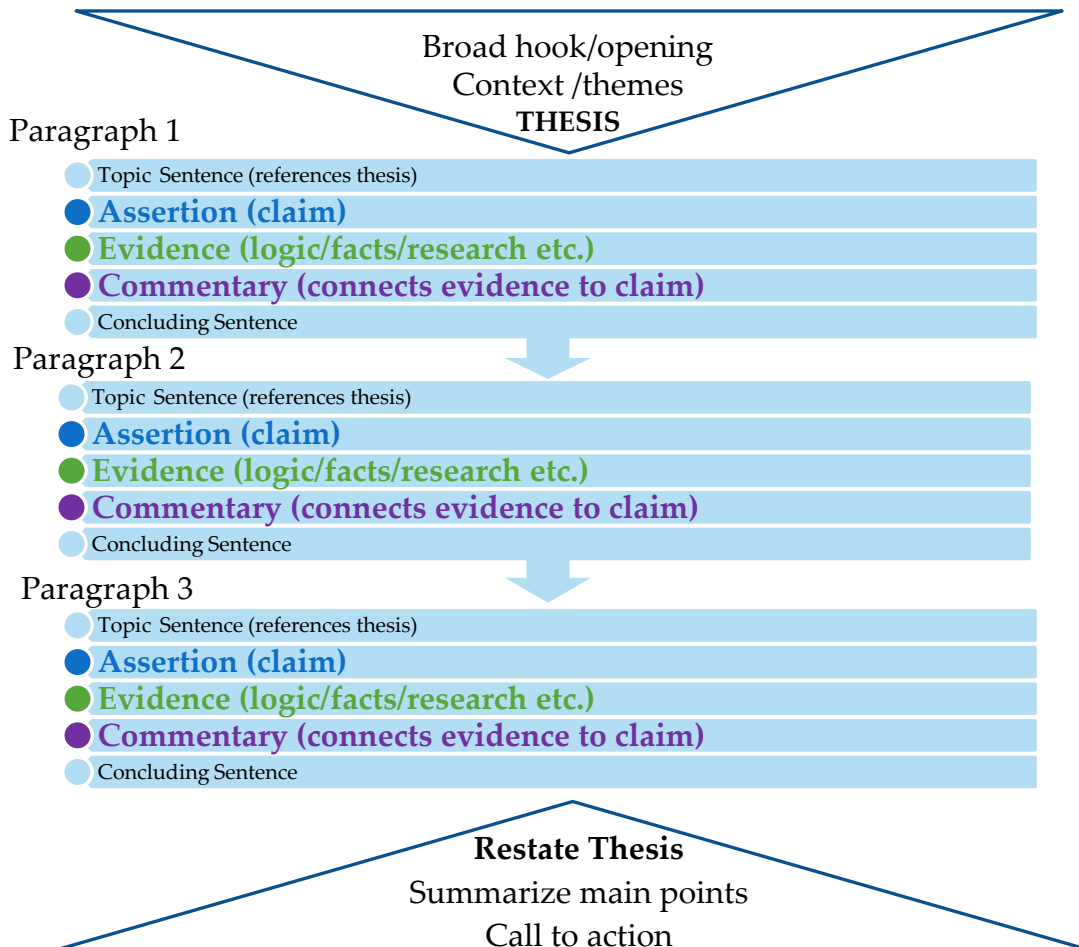 Broad hook/opening
Context /themes
THESIS
Paragraph 1
Topic Sentence (references thesis)
Assertion (claim)
Evidence (logic/facts/research etc.)
Commentary (connects evidence to claim)
Concluding Sentence
Paragraph 2
Topic Sentence (references thesis)
Assertion (claim)
Evidence (logic/facts/research etc.)
Commentary (connects evidence to claim)
Concluding Sentence
Paragraph 3
Topic Sentence (references thesis)
Assertion (claim)
Evidence (logic/facts/research etc.)
Commentary (connects evidence to claim)
Concluding Sentence
Restate Thesis
Summarize main points
Call to action